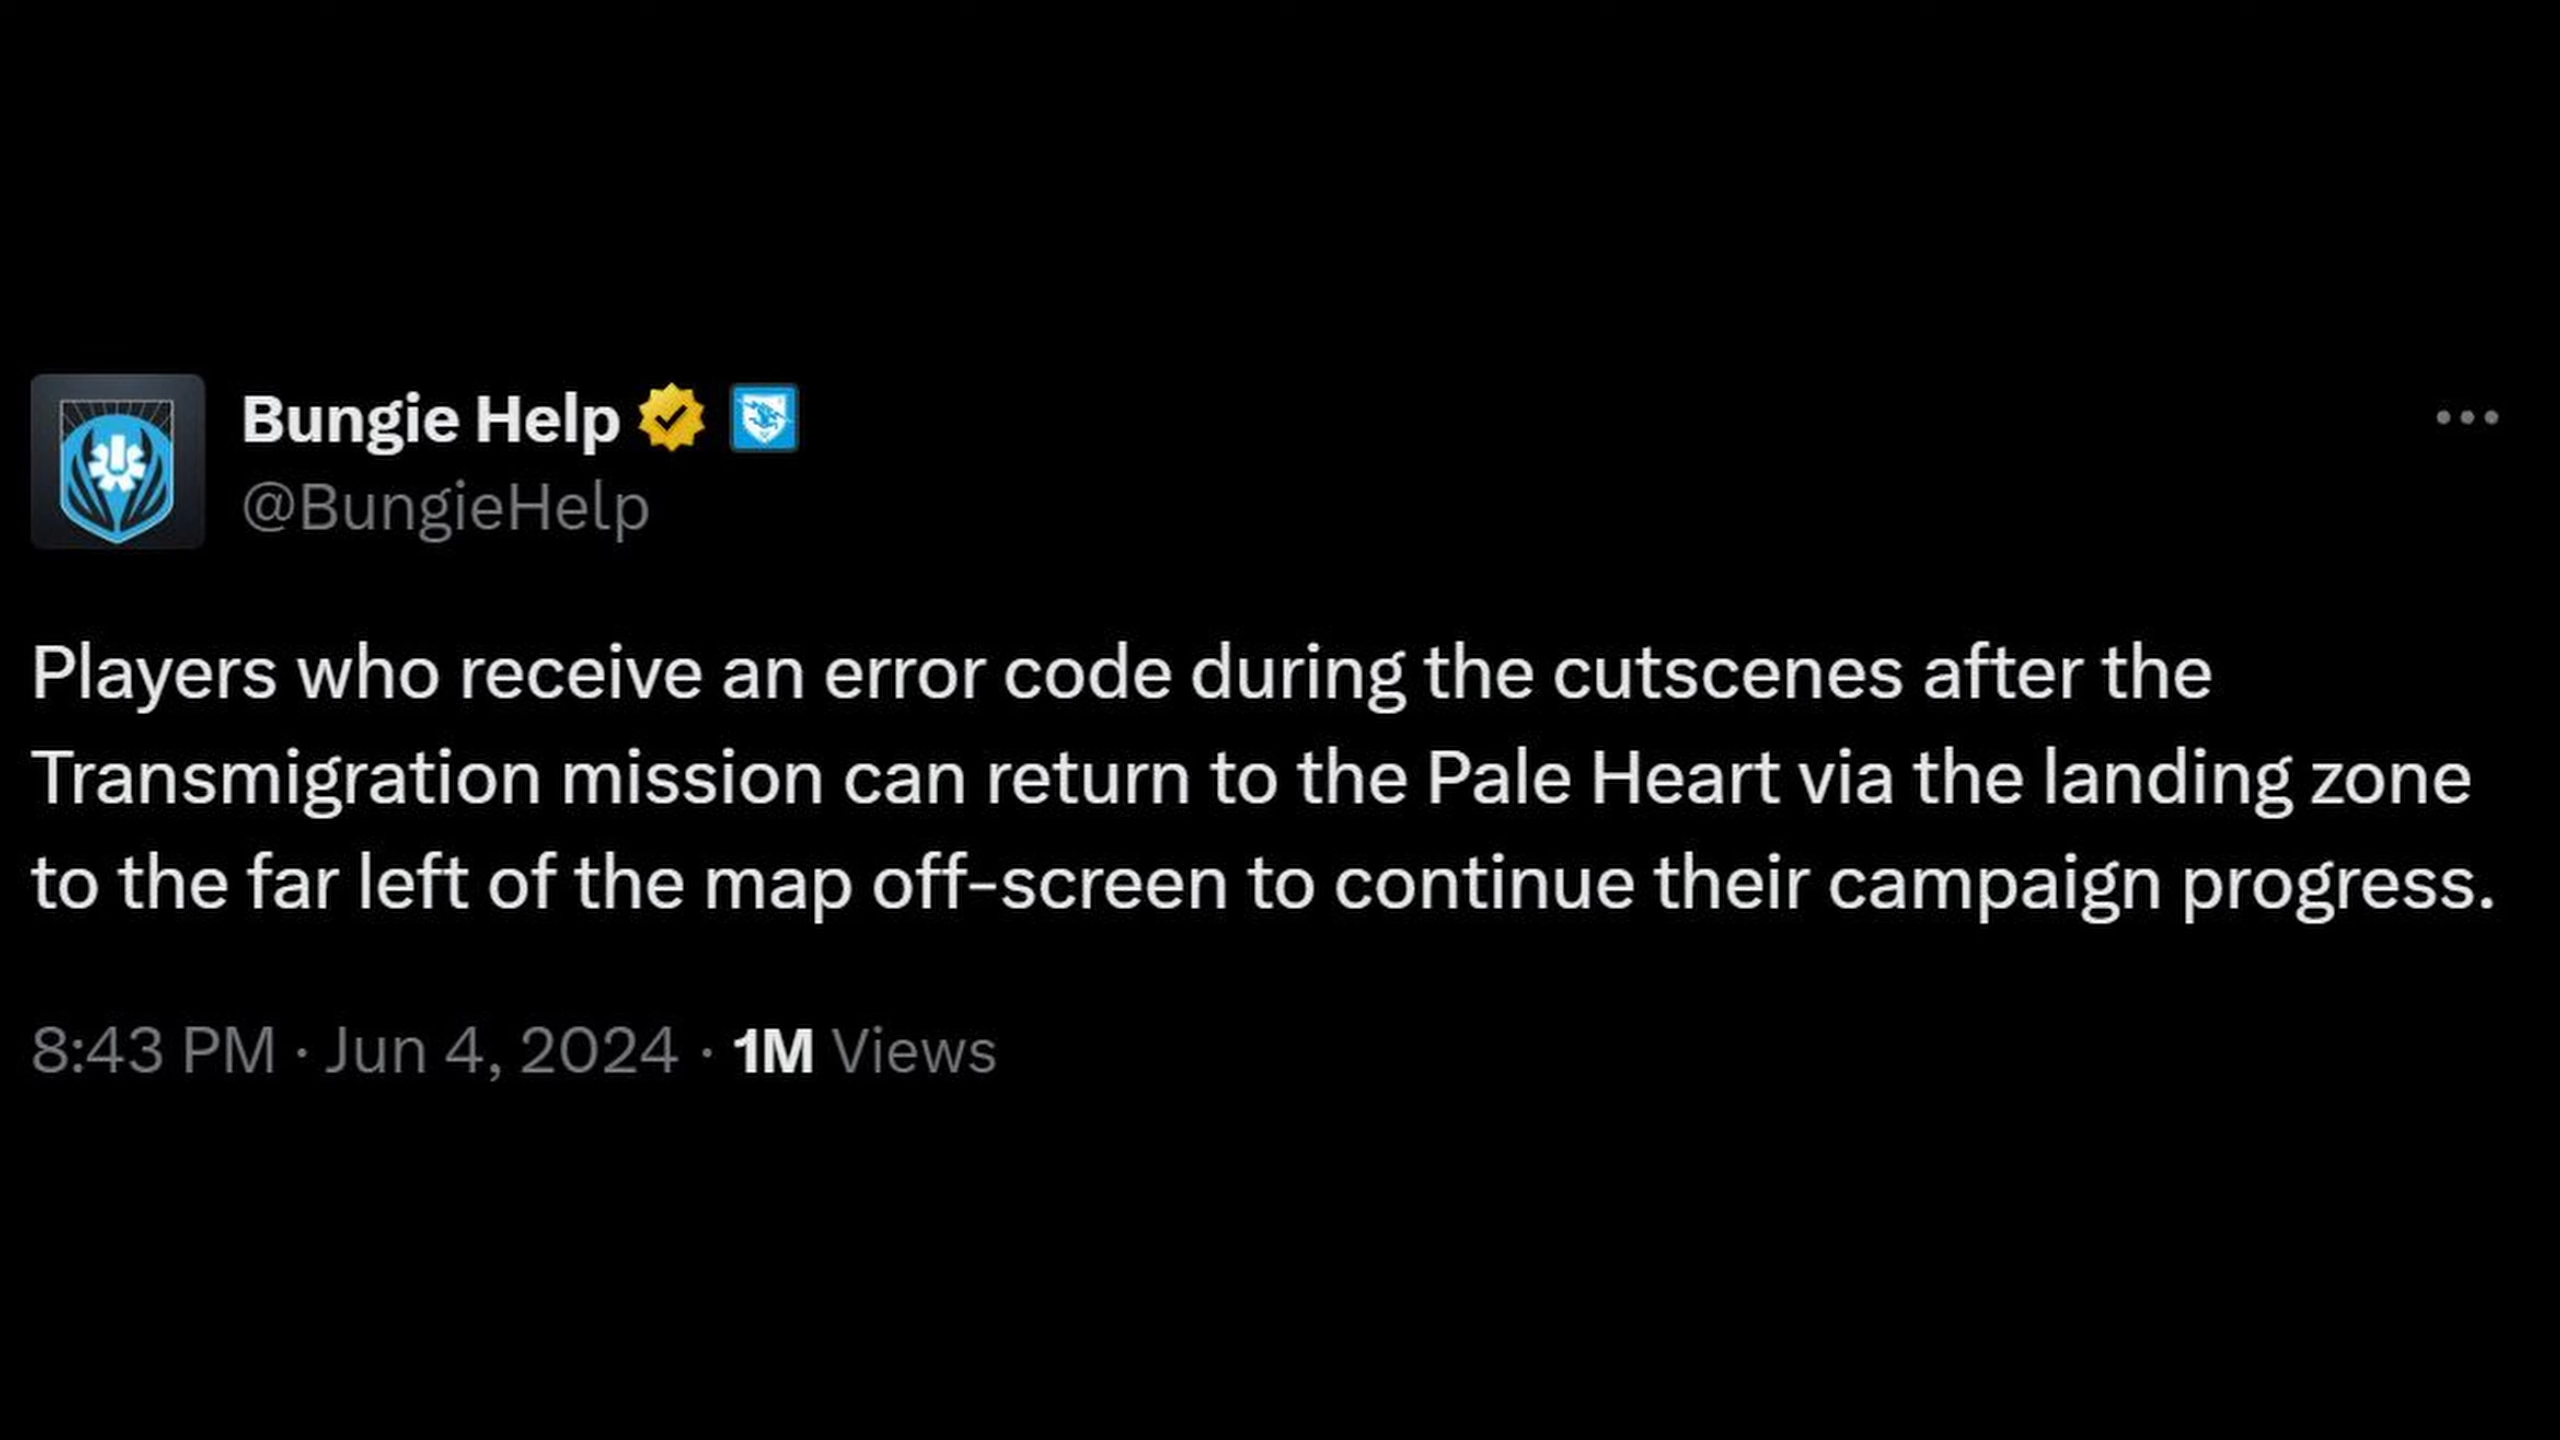 Bungie Help
@BungieHelp
Players who receive an error code during the cutscenes after the
Transmigration mission can return to the Pale Heart via the landing zone
to the far left of the map off-screen to continue their campaign progress.
8:43 PM · Jun 4, 2024 · 1M Views